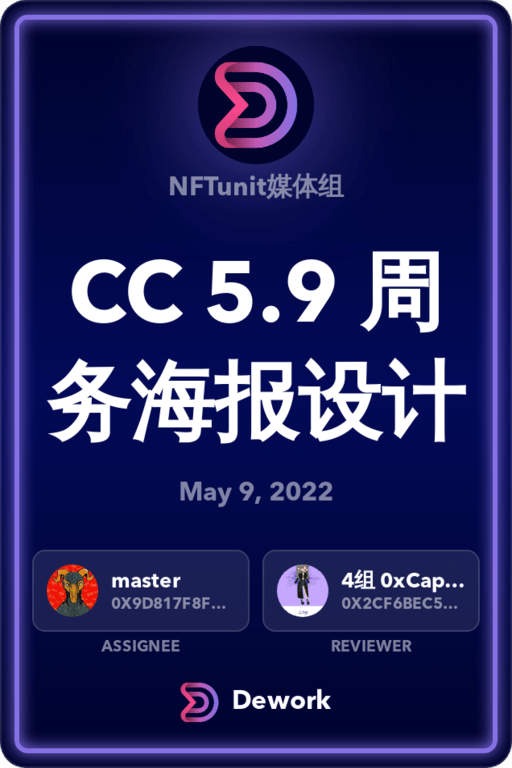 NFTunit媒体组
CC 5.9 周
务海报设计
May 9, 2022
master
0X9D817F8F...
4组 0xCap...
0X2CF6BEC5...
ASSIGNEE
REVIEWER
Dework